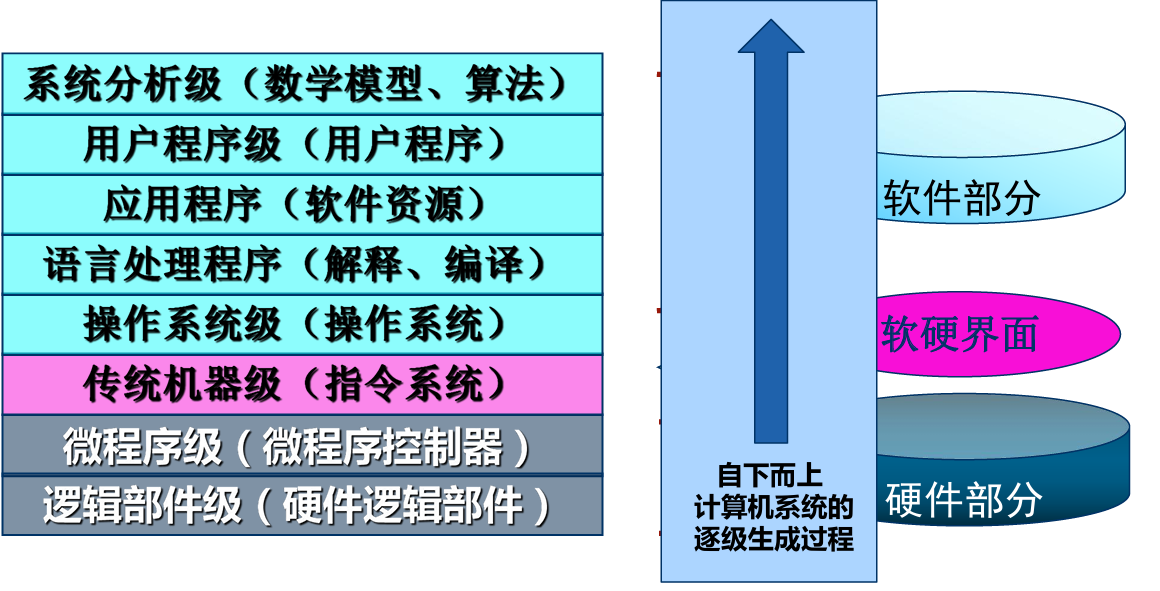 系统分析级（数学模型、算法）
用户程序级（用户程序）
应用程序（软件资源）
语言处理程序（解释、编译）
操作系统级（操作系统）
传统机器级（指令系统）
微程序级（微程序控制器）
逻辑部件级（硬件逻辑部件）
自下而上
计算机系统的
逐级生成过程
软件部分
软硬界面
硬件部分